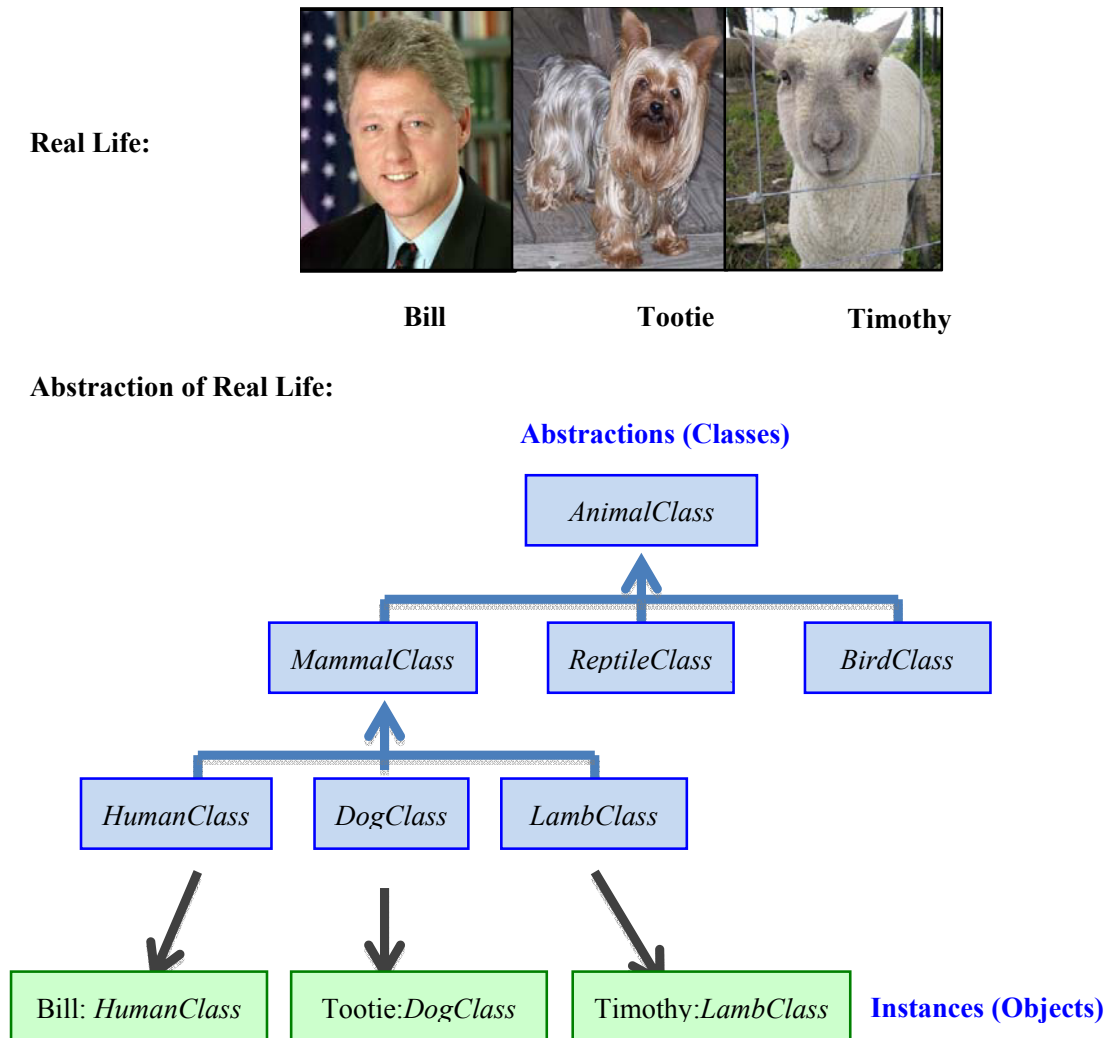 Real Life:
Bill Tootie Timothy
Abstraction of Real Life:
Abstractions (Classes)
AnimalClass
MammalClass ReptileClass BirdClass
HumanClass DogClass LambClass
Bill: HumanClass Tootie:DogClass Timothy:LambClass Instances (Objects)